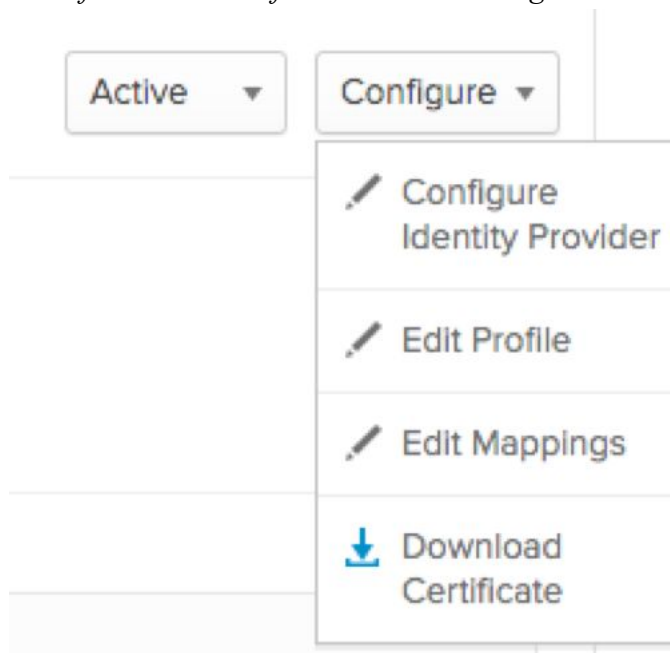 Active
Configure
Configure
Identity Provider
Edit Profile
Edit Mappings
Download
Certificate